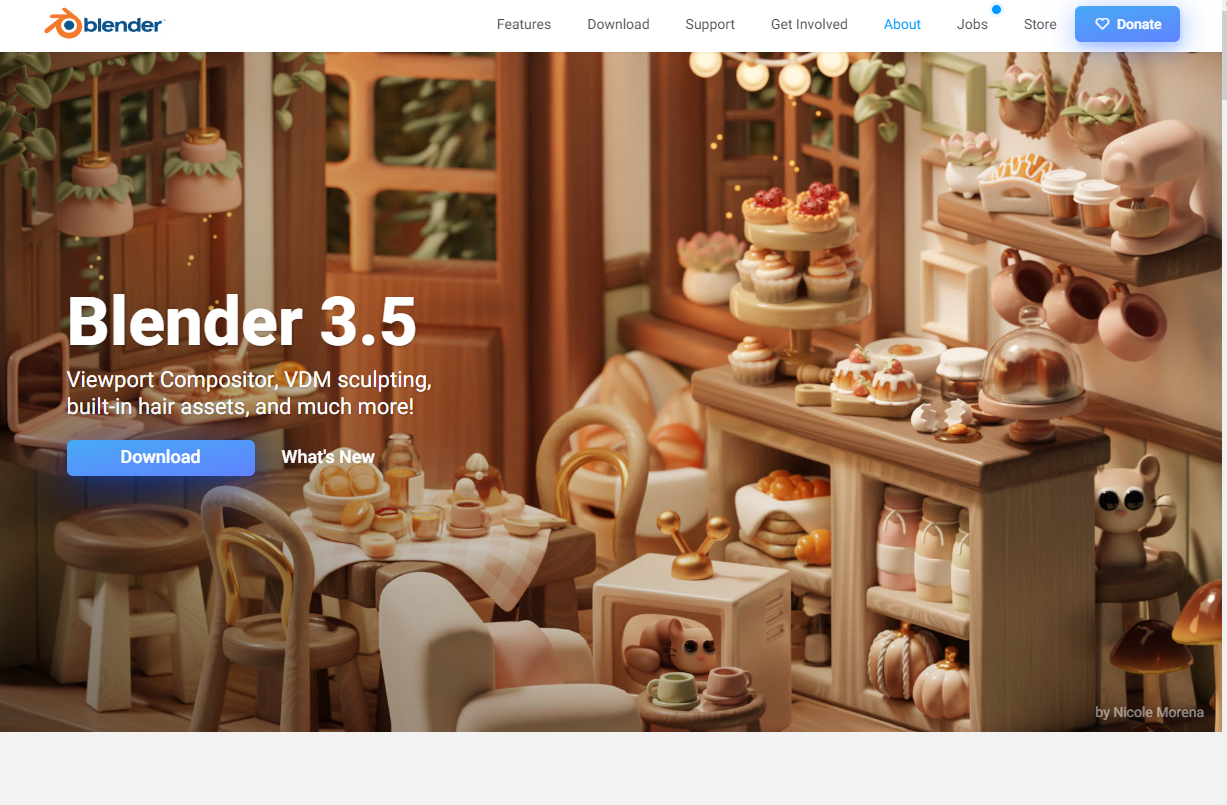 blender
Features
Download
Support
Get Involved
About
Jobs
Store
Donate
Blender 3.5
Viewport Compositor, VDM sculpting,
built-in hair assets, and much more!
Download
What's New
by Nicole Morena